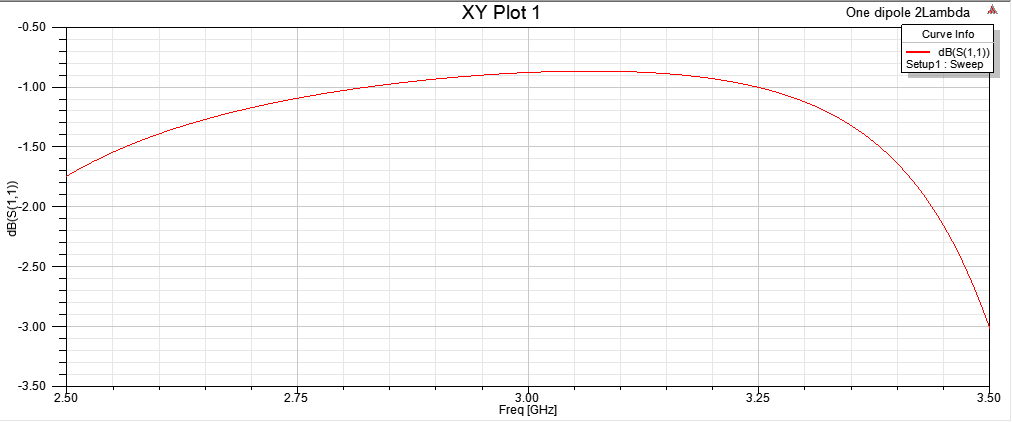 XY Plot 1
One dipole 2Lambda
Curve Info
dB(S(1,1))
Setup1 : Sweep
-0.50
-1.00
-1.50
-2.00
-2.50
-3.00
-3.50
dB(S(1,1))
2.50
2.75
3.00
3.25
3.50
Freq [GHz]